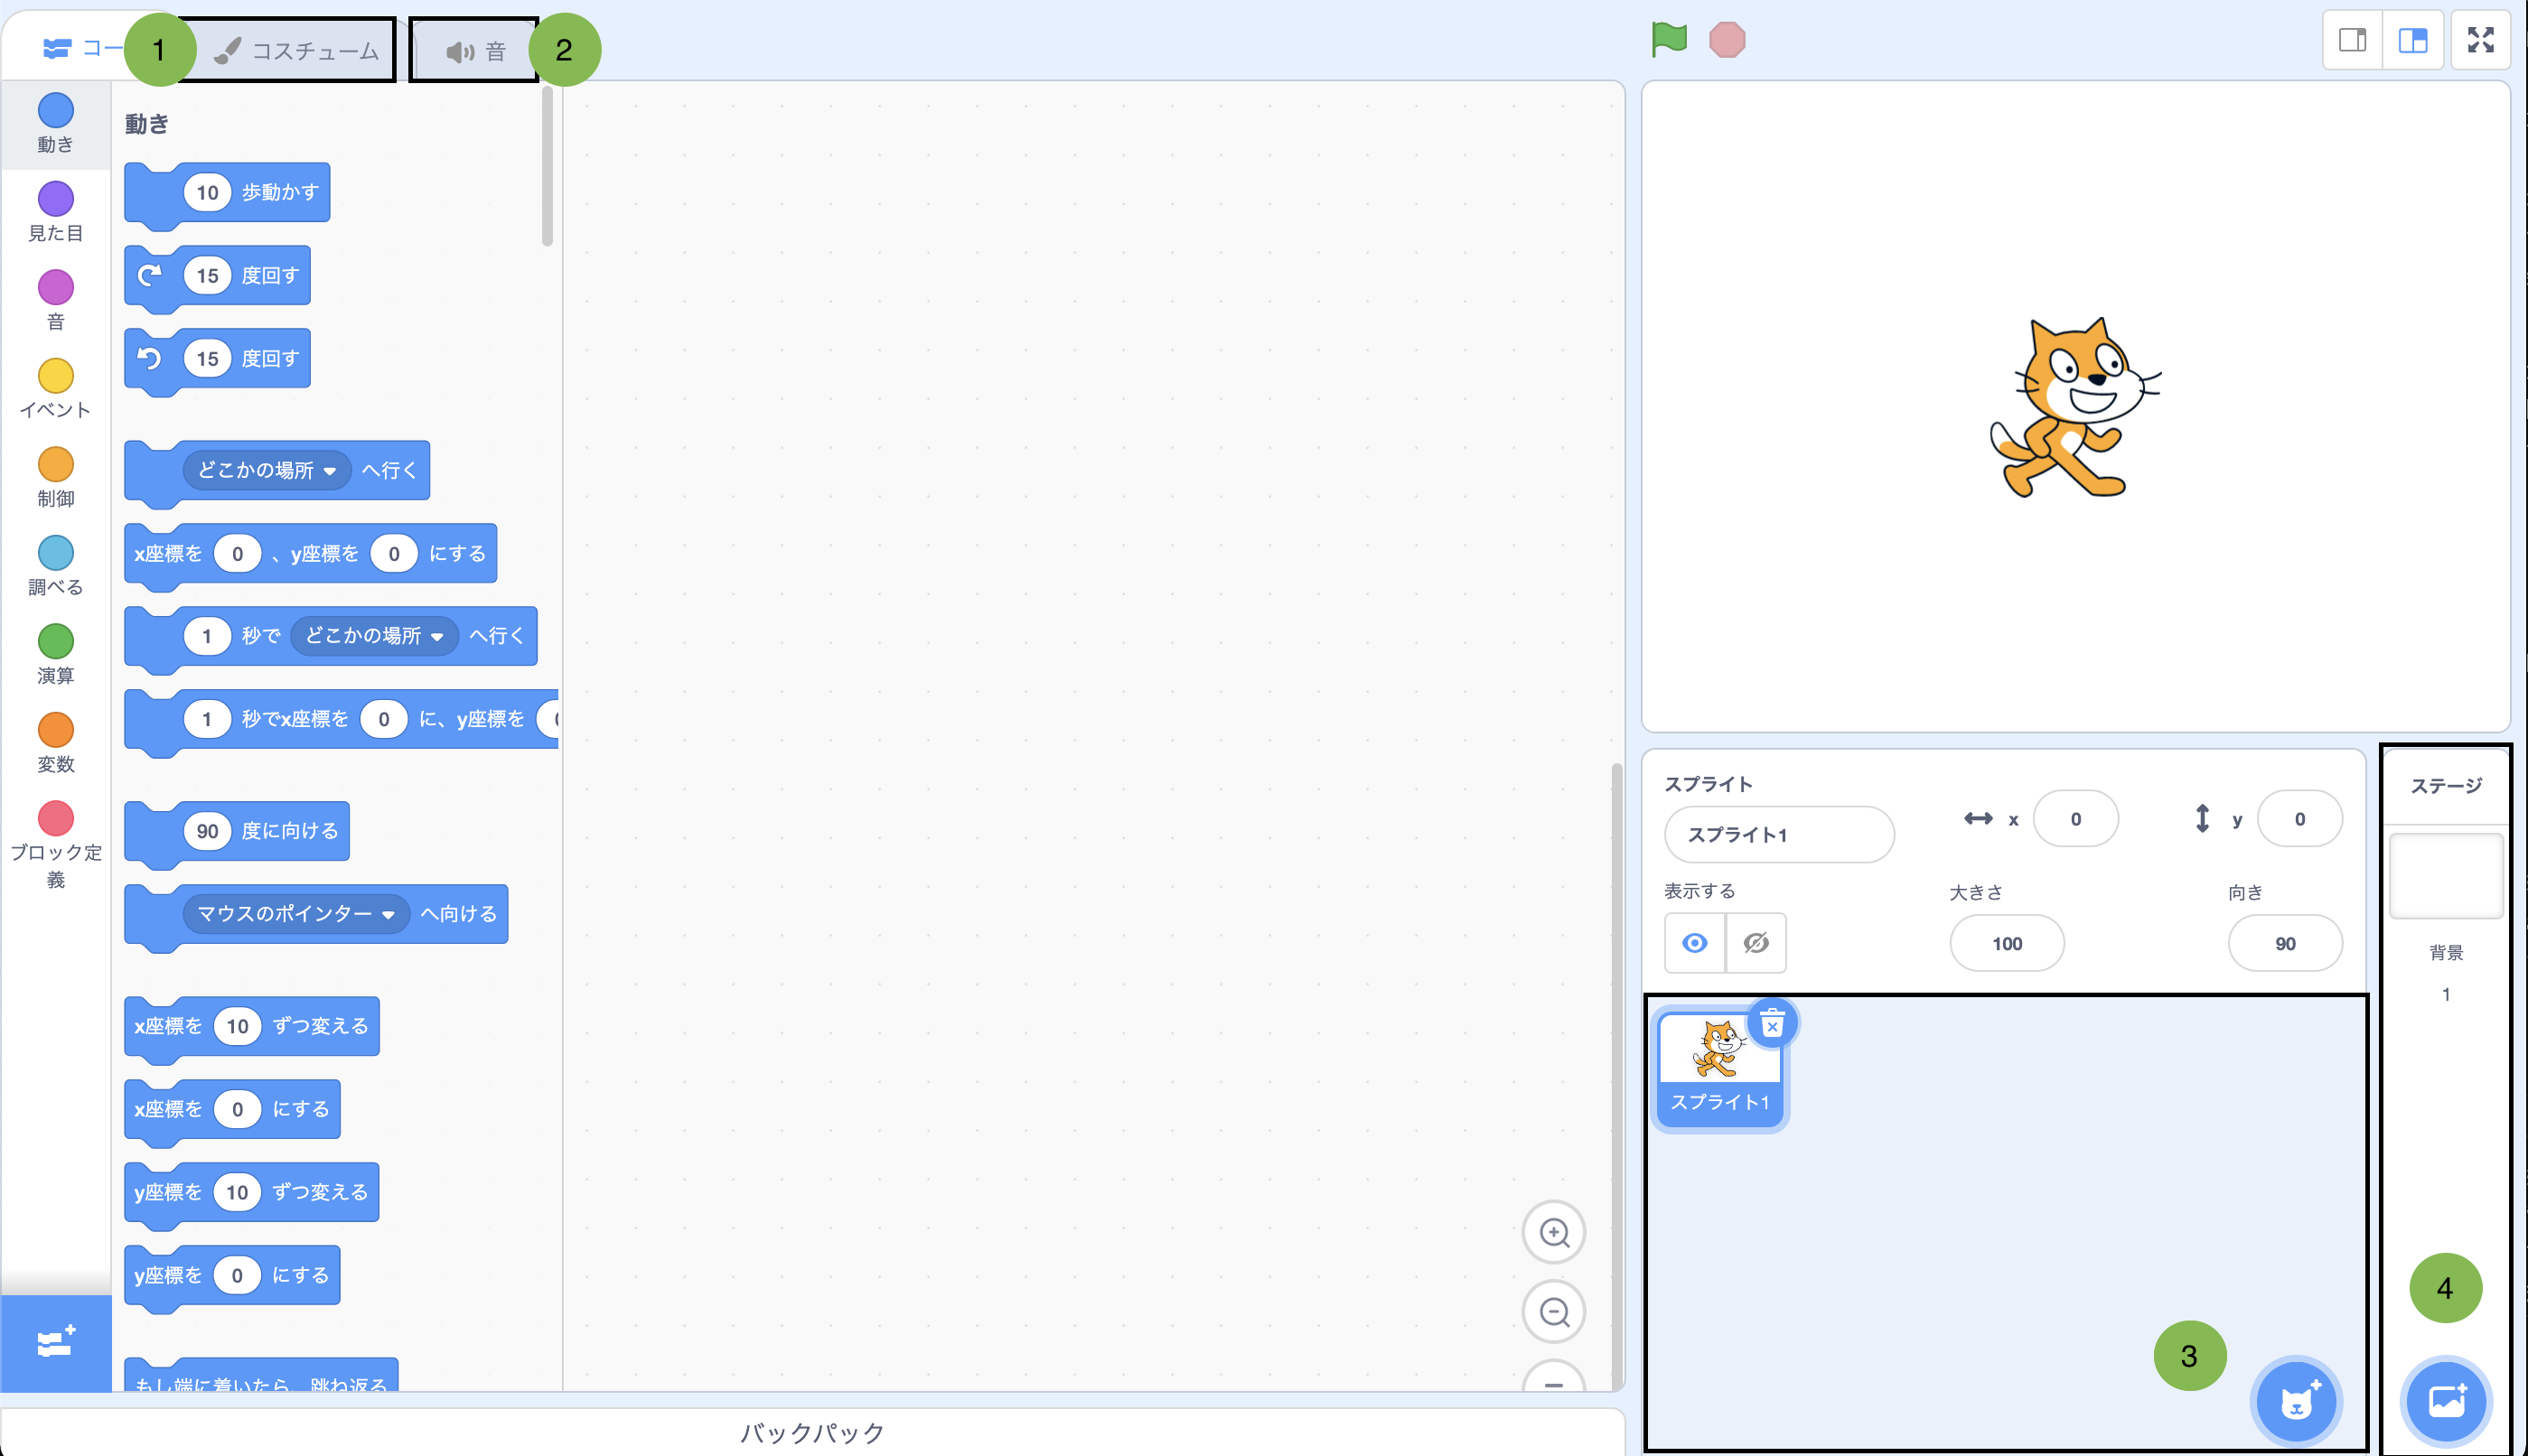 コー
1
コスチューム
音
2
動き
見た目
音
イベント
制御
調べる
演算
変数
ブロック定
義
動き
10 歩動かす
15 度回す
15 度回す
どこかの場所 へ行く
x座標を 0 、y座標を 0 にする
1 秒で どこかの場所 へ行く
1 秒でx座標を 0 に、y座標を
90 度に向ける
マウスのポインター へ向ける
x座標を 10 ずつ変える
x座標を 0 にする
y座標を 10 ずつ変える
y座標を 0 にする
もし端に着いたら、跳ね返る
バックパック
スプライト
スプライト1
x 0
y 0
表示する
大きさ
100
向き
90
スプライト1
3
ステージ
背景
1
4